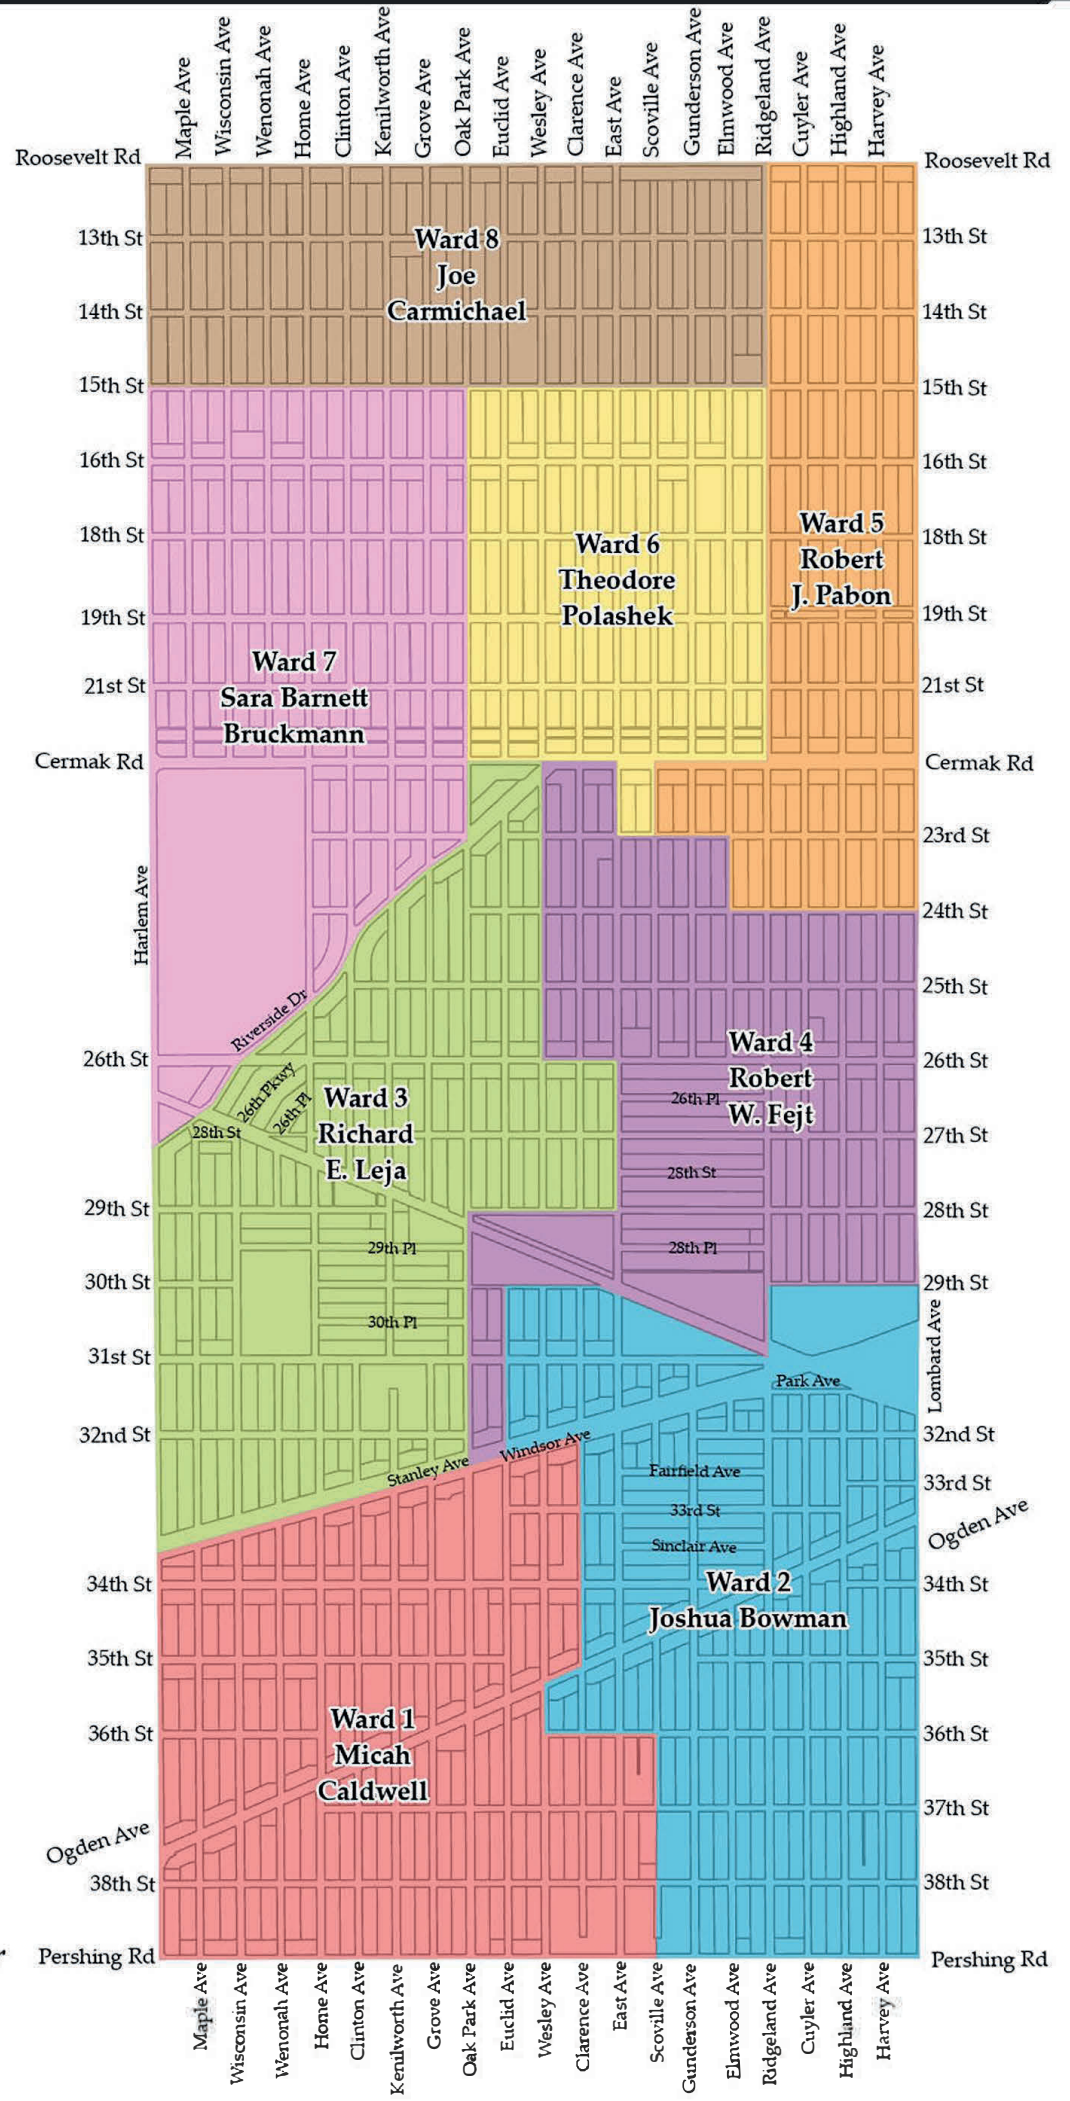 Maple Ave
Wisconsin Ave
Wenonah Ave
Home Ave
Clinton Ave
Kenilworth Ave
Grove Ave
Oak Park Ave
Euclid Ave
Wesley Ave
Clarence Ave
East Ave
Scoville Ave
Gunderson Ave
Elmwood Ave
Ridgeland Ave
Cuyler Ave
Highland Ave
Harvey Ave
Roosevelt Rd
Roosevelt Rd
13th St
13th St
Ward 8
Joe
Carmichael
14th St
14th St
15th St
15th St
16th St
16th St
18th St
18th St
Ward 6
Theodore
Polashek
Ward 5
Robert
J. Pabon
19th St
19th St
Ward 7
Sara Barnett
Bruckmann
21st St
21st St
Cermak Rd
Cermak Rd
23rd St
Harlem Ave
24th St
25th St
Riverside Dr
26th St
26th St
Ward 4
Robert
W. Fejt
26th Pkwy
26th Pl
Ward 3
Richard
E. Leja
26th Pl
28th St
27th St
28th St
29th St
28th St
29th Pl
28th Pl
30th St
29th St
30th Pl
Lombard Ave
31st St
Park Ave
32nd St
32nd St
Windsor Ave
Stanley Ave
Fairfield Ave
33rd St
33rd St
Ogden Ave
Sinclair Ave
34th St
34th St
Ward 2
Joshua Bowman
35th St
35th St
36th St
36th St
Ward 1
Micah
Caldwell
37th St
Ogden Ave
38th St
38th St
Pershing Rd
Pershing Rd
Maple Ave
Wisconsin Ave
Wenonah Ave
Home Ave
Clinton Ave
Kenilworth Ave
Grove Ave
Oak Park Ave
Euclid Ave
Wesley Ave
Clarence Ave
East Ave
Scoville Ave
Gunderson Ave
Elmwood Ave
Ridgeland Ave
Cuyler Ave
Highland Ave
Harvey Ave